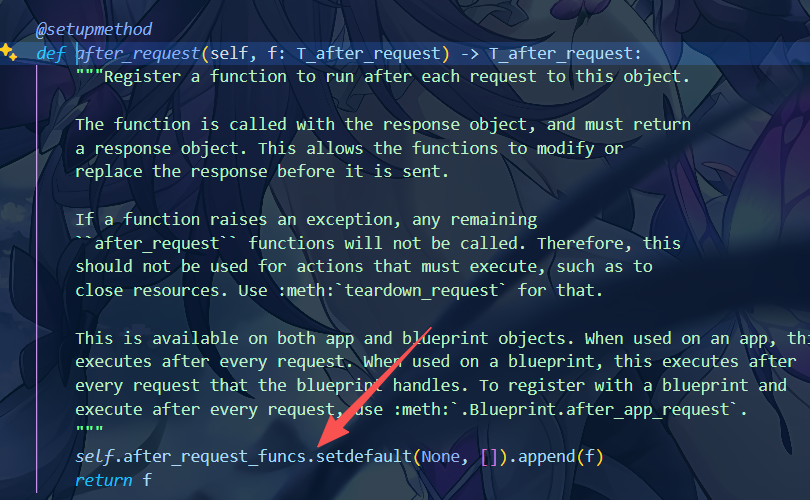 @setupmethod
def after_request(self, f: T_after_request) -> T_after_request:
"""Register a function to run after each request to this object.
The function is called with the response object, and must return
a response object. This allows the functions to modify or
replace the response before it is sent.
If a function raises an exception, any remaining
``after_request`` functions will not be called. Therefore, this
should not be used for actions that must execute, such as to
close resources. Use :meth:`teardown_request` for that.
This is available on both app and blueprint objects. When used on an app, thi
executes after every request. When used on a blueprint, this executes after
every request that the blueprint handles. To register with a blueprint and
execute after every request, use :meth:`.Blueprint.after_app_request`.
"""
self.after_request_funcs.setdefault(None, []).append(f)
return f